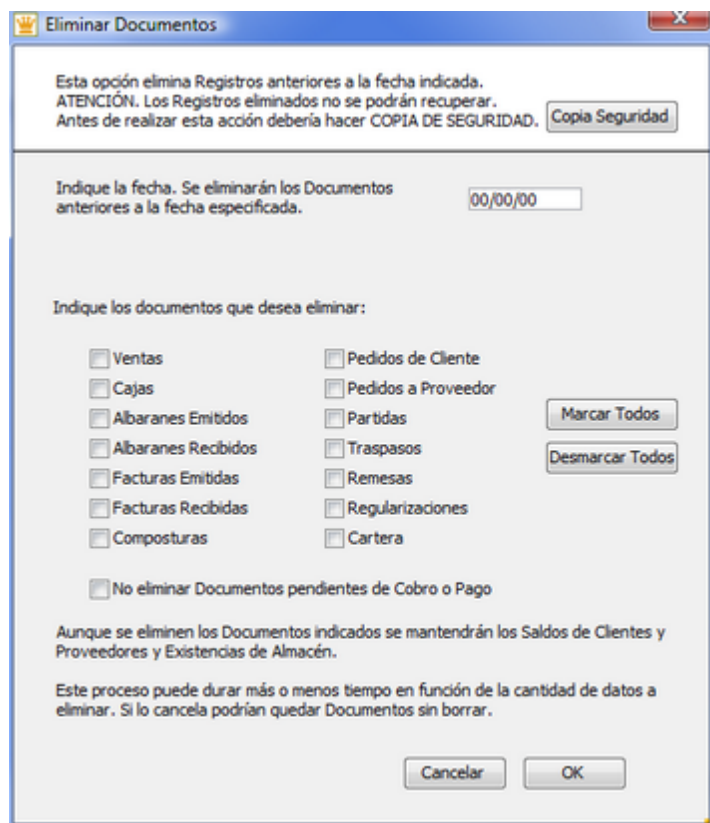 Eliminar Documentos
Esta opción elimina Registros anteriores a la fecha indicada.
ATENCIÓN. Los Registros eliminados no se podrán recuperar.
Antes de realizar esta acción debería hacer COPIA DE SEGURIDAD.
Copia Seguridad
Indique la fecha. Se eliminarán los Documentos
anteriores a la fecha especificada.
00/00/00
Indique los documentos que desea eliminar:
Ventas
Cajas
Albaranes Emitidos
Albaranes Recibidos
Facturas Emitidas
Facturas Recibidas
Composturas
Pedidos de Cliente
Pedidos a Proveedor
Partidas
Traspasos
Remesas
Regularizaciones
Cartera
Marcar Todos
Desmarcar Todos
No eliminar Documentos pendientes de Cobro o Pago
Aunque se eliminen los Documentos indicados se mantendrán los Saldos de Clientes y
Proveedores y Existencias de Almacén.
Este proceso puede durar más o menos tiempo en función de la cantidad de datos a
eliminar. Si lo cancela podrían quedar Documentos sin borrar.
Cancelar
OK